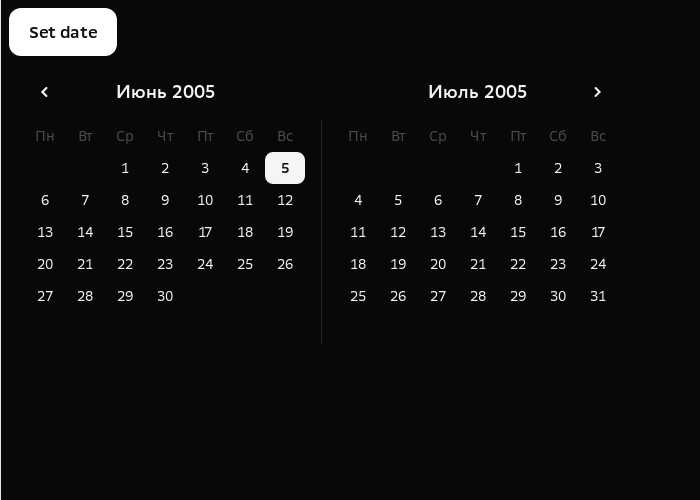 Set date
Июнь 2005
Июль 2005
Пн Вт Ср Чт Пт Сб Вс
1 2 3 4 5
6 7 8 9 10 11 12
13 14 15 16 17 18 19
20 21 22 23 24 25 26
27 28 29 30
Пн Вт Ср Чт Пт Сб Вс
1 2 3
4 5 6 7 8 9 10
11 12 13 14 15 16 17
18 19 20 21 22 23 24
25 26 27 28 29 30 31